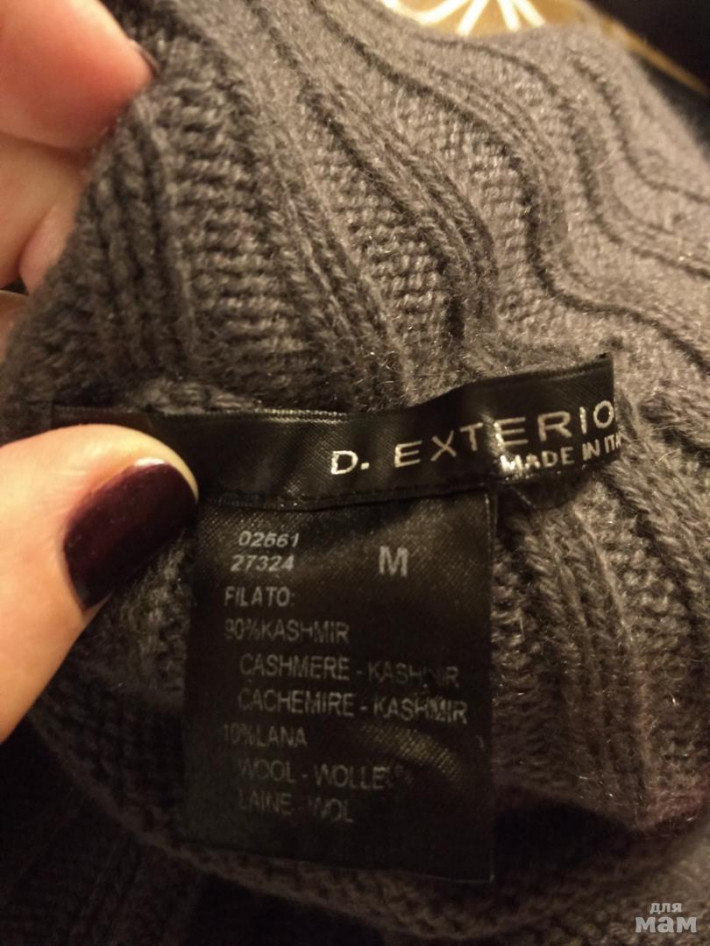 D. EXTERIO
MADE IN ITA
02661
27324
M
FILATO:
90%KASHMIR
CASHMERE - KASHMIR
CACHEMIRE - KASHMIR
10%LANA
WOOL - WOLLE
LAINE - WOL
для
мам